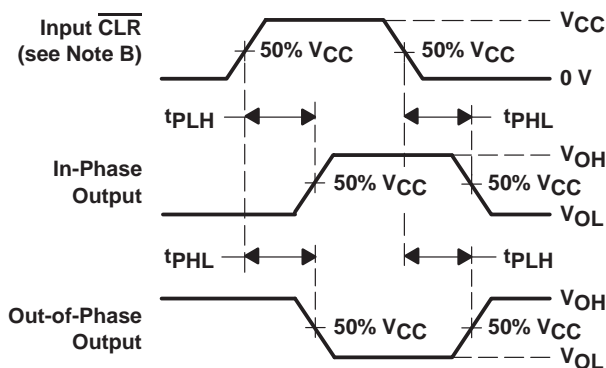 Input CLR
(see Note B)
50% VCC
50% VCC
VCC
0 V
tPLH
tPHL
In-Phase
Output
50% VCC
50% VCC
VOH
VOL
tPHL
tPLH
Out-of-Phase
Output
50% VCC
50% VCC
VOH
VOL